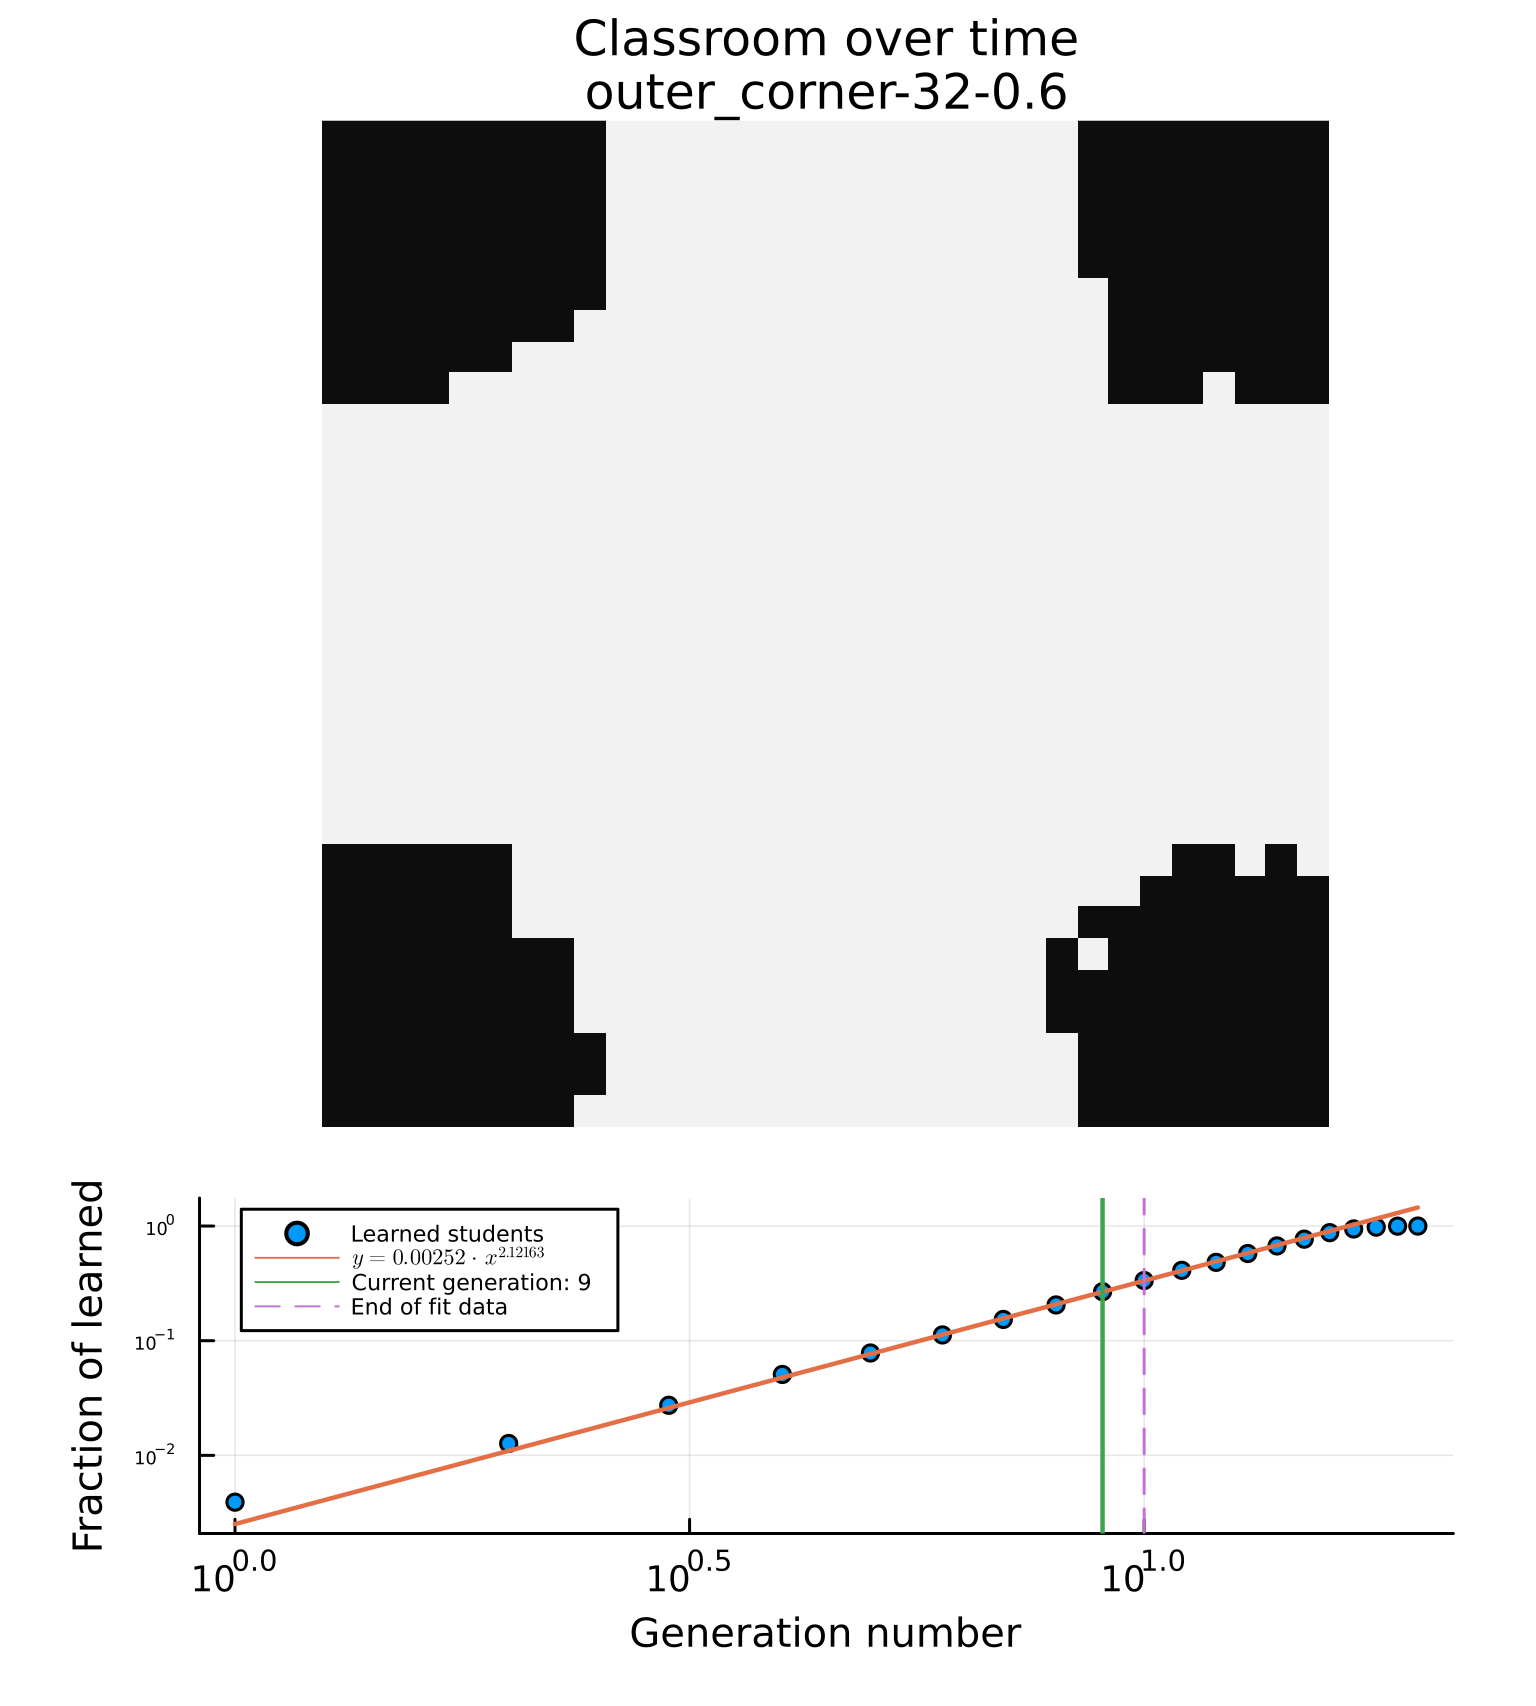 Classroom over time
outer_corner-32-0.6
Fraction of learned
10^0
10^-1
10^-2
Learned students
y = 0.00252 · x^2.12163
Current generation: 9
End of fit data
10^0.0 10^0.5 10^1.0
Generation number